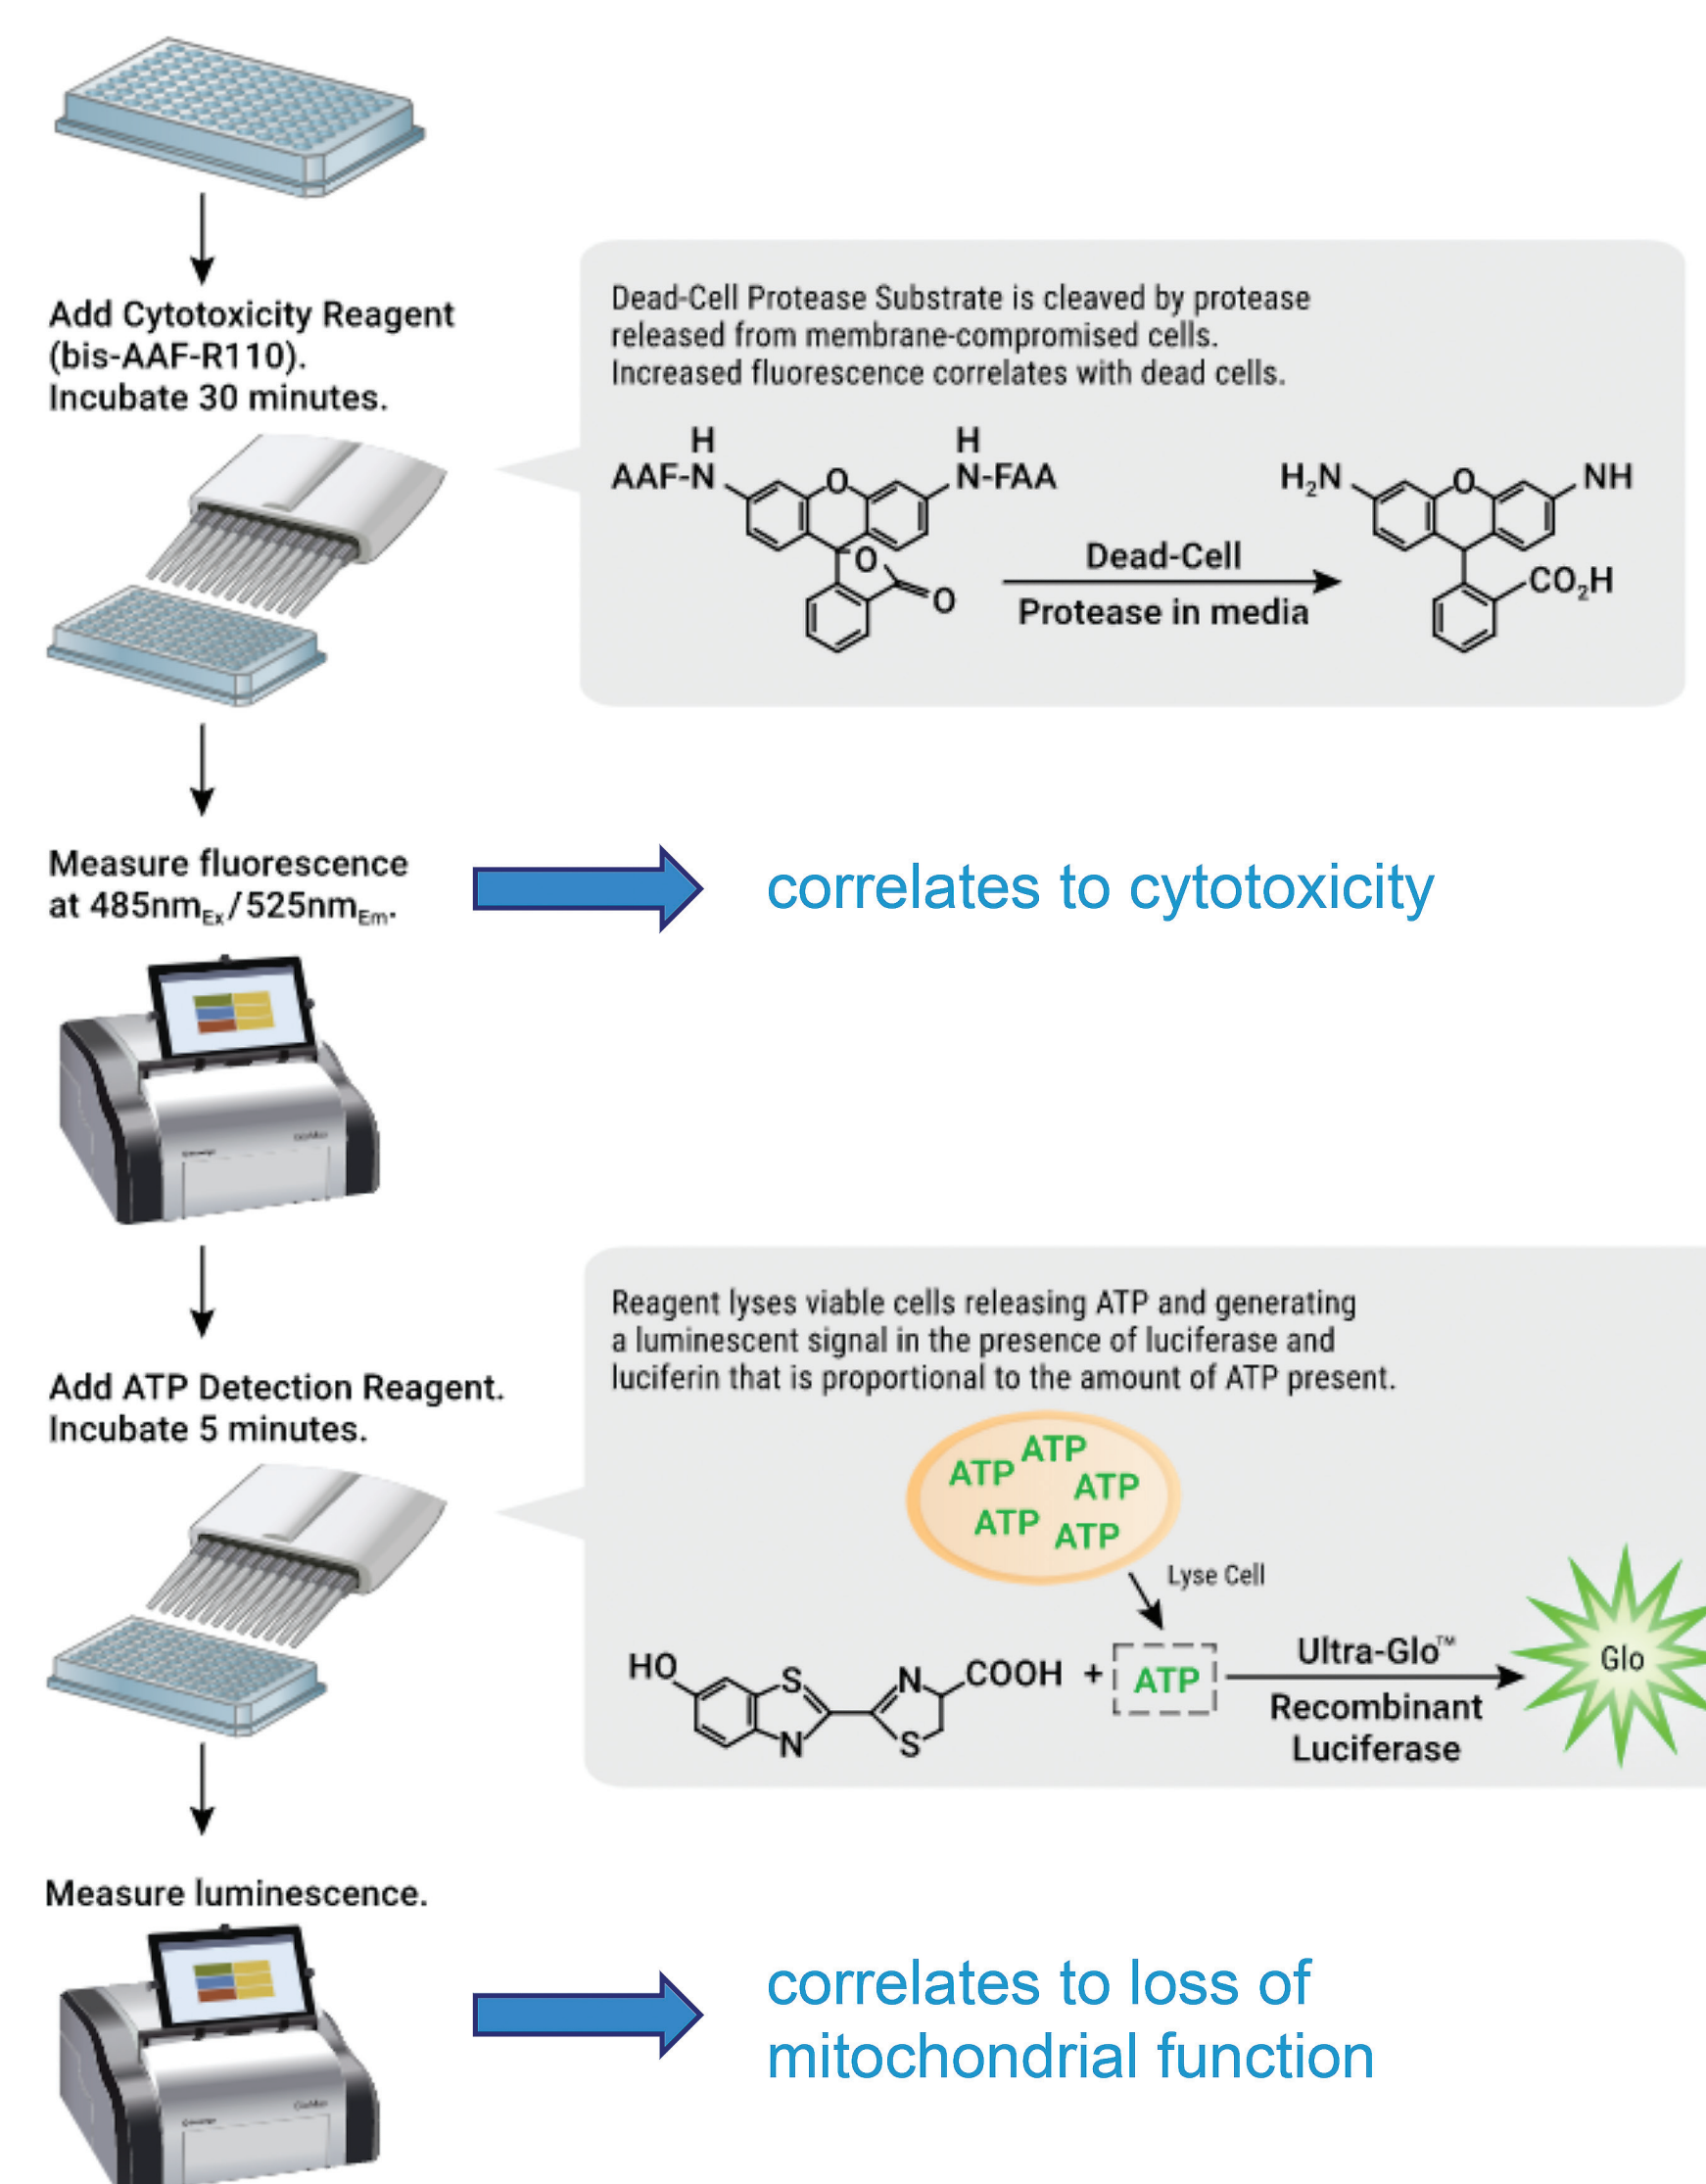 Add Cytotoxicity Reagent
(bis-AAF-R110).
Incubate 30 minutes.
Dead-Cell Protease Substrate is cleaved by protease
released from membrane-compromised cells.
Increased fluorescence correlates with dead cells.
H
AAF-N
O
H
N-FAA
O
O
Dead-Cell
Protease in media
H₂N
O
NH
CO₂H
Measure fluorescence
at 485nmEx/525nmEm.
correlates to cytotoxicity
Add ATP Detection Reagent.
Incubate 5 minutes.
Reagent lyses viable cells releasing ATP and generating
a luminescent signal in the presence of luciferase and
luciferin that is proportional to the amount of ATP present.
ATP
ATP
ATP
ATP
ATP
Lyse Cell
HO
S
N
N
S
COOH + ATP
Ultra-Glo™
Recombinant
Luciferase
Glo
Measure luminescence.
correlates to loss of
mitochondrial function